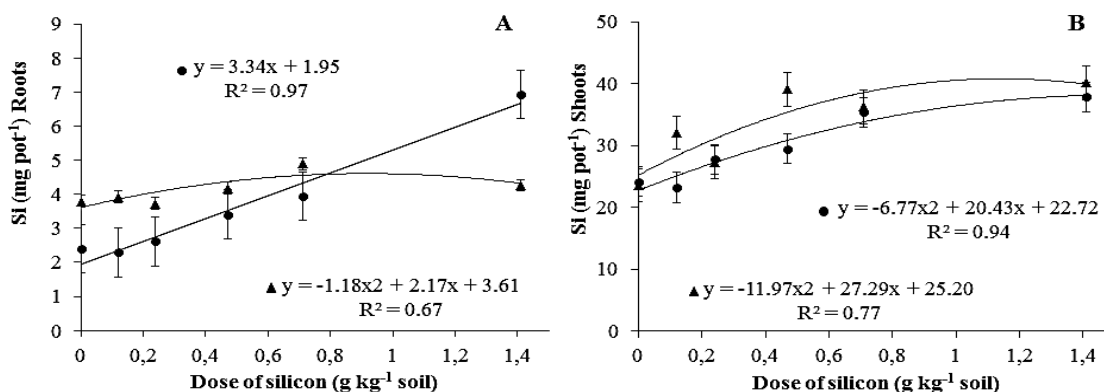 A
9
8
7
6
5
4
3
2
1
0
Si (mg pot⁻¹) Roots
y = 3.34x + 1.95
R² = 0.97
y = -1.18x2 + 2.17x + 3.61
R² = 0.67
0 0,2 0,4 0,6 0,8 1 1,2 1,4
Dose of silicon (g kg⁻¹ soil)
B
50
40
30
20
10
0
Si (mg pot⁻¹) Shoots
y = -6.77x2 + 20.43x + 22.72
R² = 0.94
y = -11.97x2 + 27.29x + 25.20
R² = 0.77
0 0,2 0,4 0,6 0,8 1 1,2 1,4
Dose of silicon (g kg⁻¹ soil)